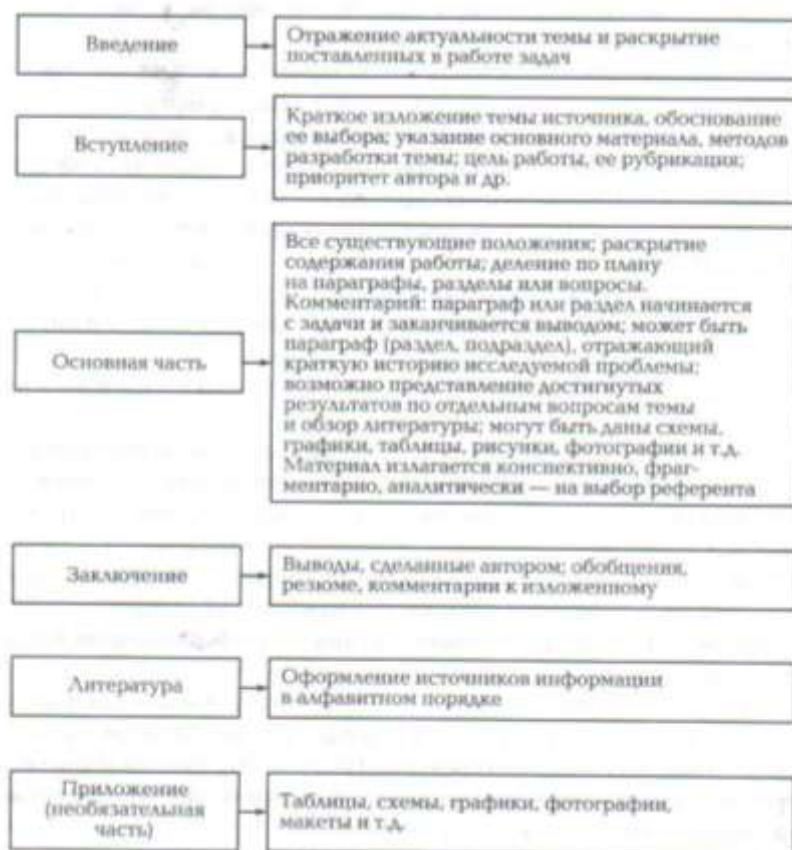 Введение
Отражение актуальности темы и раскрытие
поставленных в работе задач
Вступление
Краткое изложение темы источника, обоснование
ее выбора; указание основного материала, методов
разработки темы; цель работы, ее рубрикация;
приоритет автора и др.
Основная часть
Все существующие положения; раскрытие
содержания работы; деление по плану
на параграфы, разделы или вопросы.
Комментарий: параграф или раздел начинается
с задачи и заканчивается выводом; может быть
параграф (раздел, подраздел), отражающий
краткую историю исследуемой проблемы;
возможно представление достигнутых
результатов по отдельным вопросам темы
и обзор литературы; могут быть даны схемы,
графики, таблицы, рисунки, фотографии и т.д.
Материал излагается конспективно, фраг-
ментарно, аналитически — на выбор референта
Заключение
Выводы, сделанные автором; обобщения,
резюме, комментарии к изложенному
Литература
Оформление источников информации
в алфавитном порядке
Приложение
(необязательная
часть)
Таблицы, схемы, графики, фотографии,
макеты и т.д.